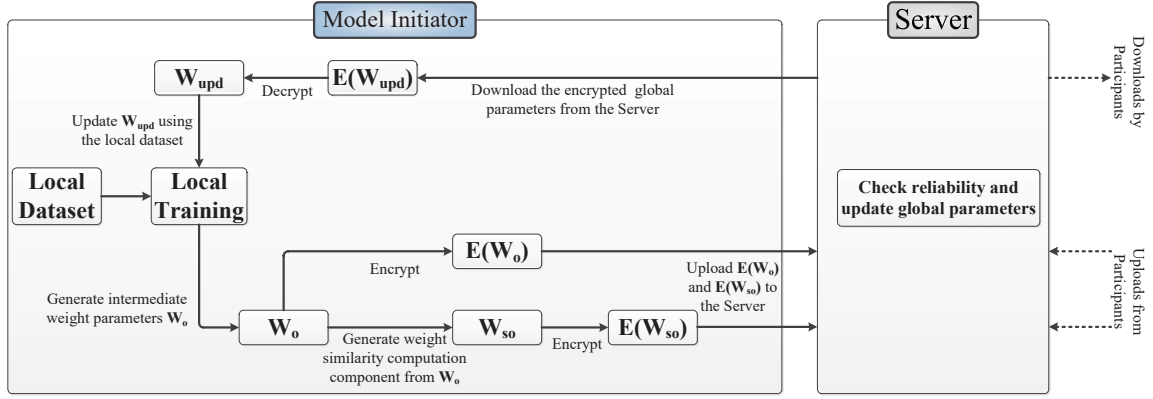 Model Initiator
Server
W_upd
Decrypt
E(W_upd)
Download the encrypted global
parameters from the Server
Downloads by
Participants
Update W_upd using
the local dataset
Local
Dataset
Local
Training
Check reliability and
update global parameters
Encrypt
E(W_o)
Upload E(W_o)
and E(W_so) to
the Server
Uploads from
Participants
Generate intermediate
weight parameters W_o
W_o
Generate weight
similarity computation
component from W_o
W_so
Encrypt
E(W_so)